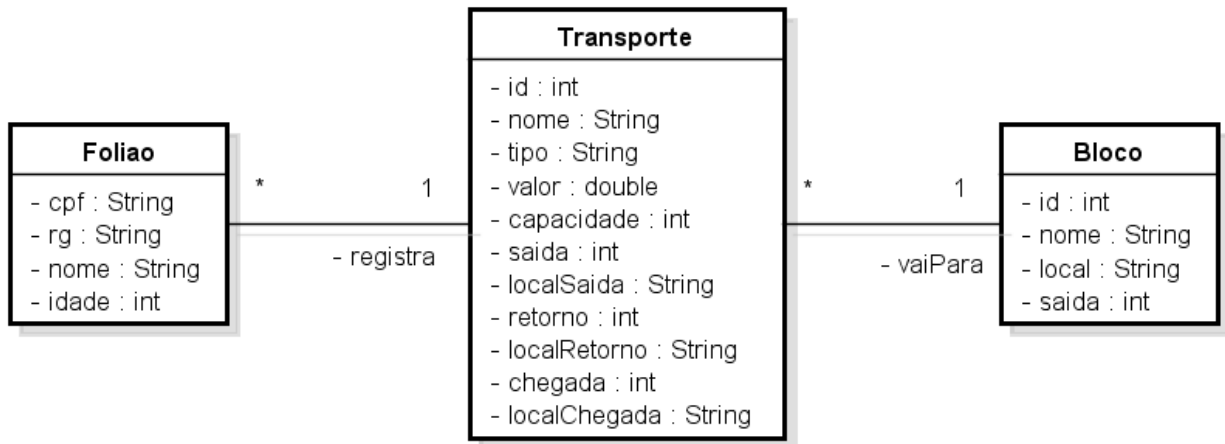 Foliao
- cpf : String
- rg : String
- nome : String
- idade : int
* 1
- registra
Transporte
- id : int
- nome : String
- tipo : String
- valor : double
- capacidade : int
- saida : int
- localSaida : String
- retorno : int
- localRetorno : String
- chegada : int
- localChegada : String
* 1
- vaiPara
Bloco
- id : int
- nome : String
- local : String
- saida : int